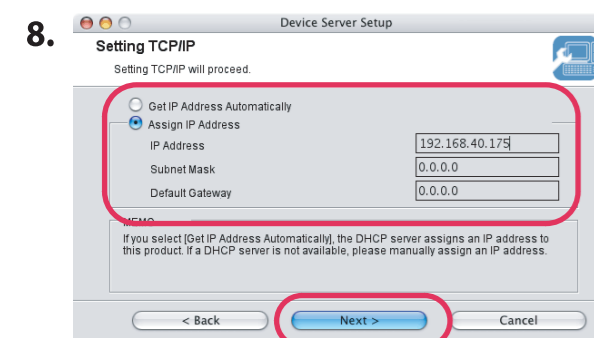 8.
Device Server Setup
Setting TCP/IP
Setting TCP/IP will proceed.
Get IP Address Automatically
Assign IP Address
IP Address 192.168.40.175
Subnet Mask 0.0.0.0
Default Gateway 0.0.0.0
MEMO
If you select [Get IP Address Automatically], the DHCP server assigns an IP address to
this product. If a DHCP server is not available, please manually assign an IP address.
< Back Next > Cancel